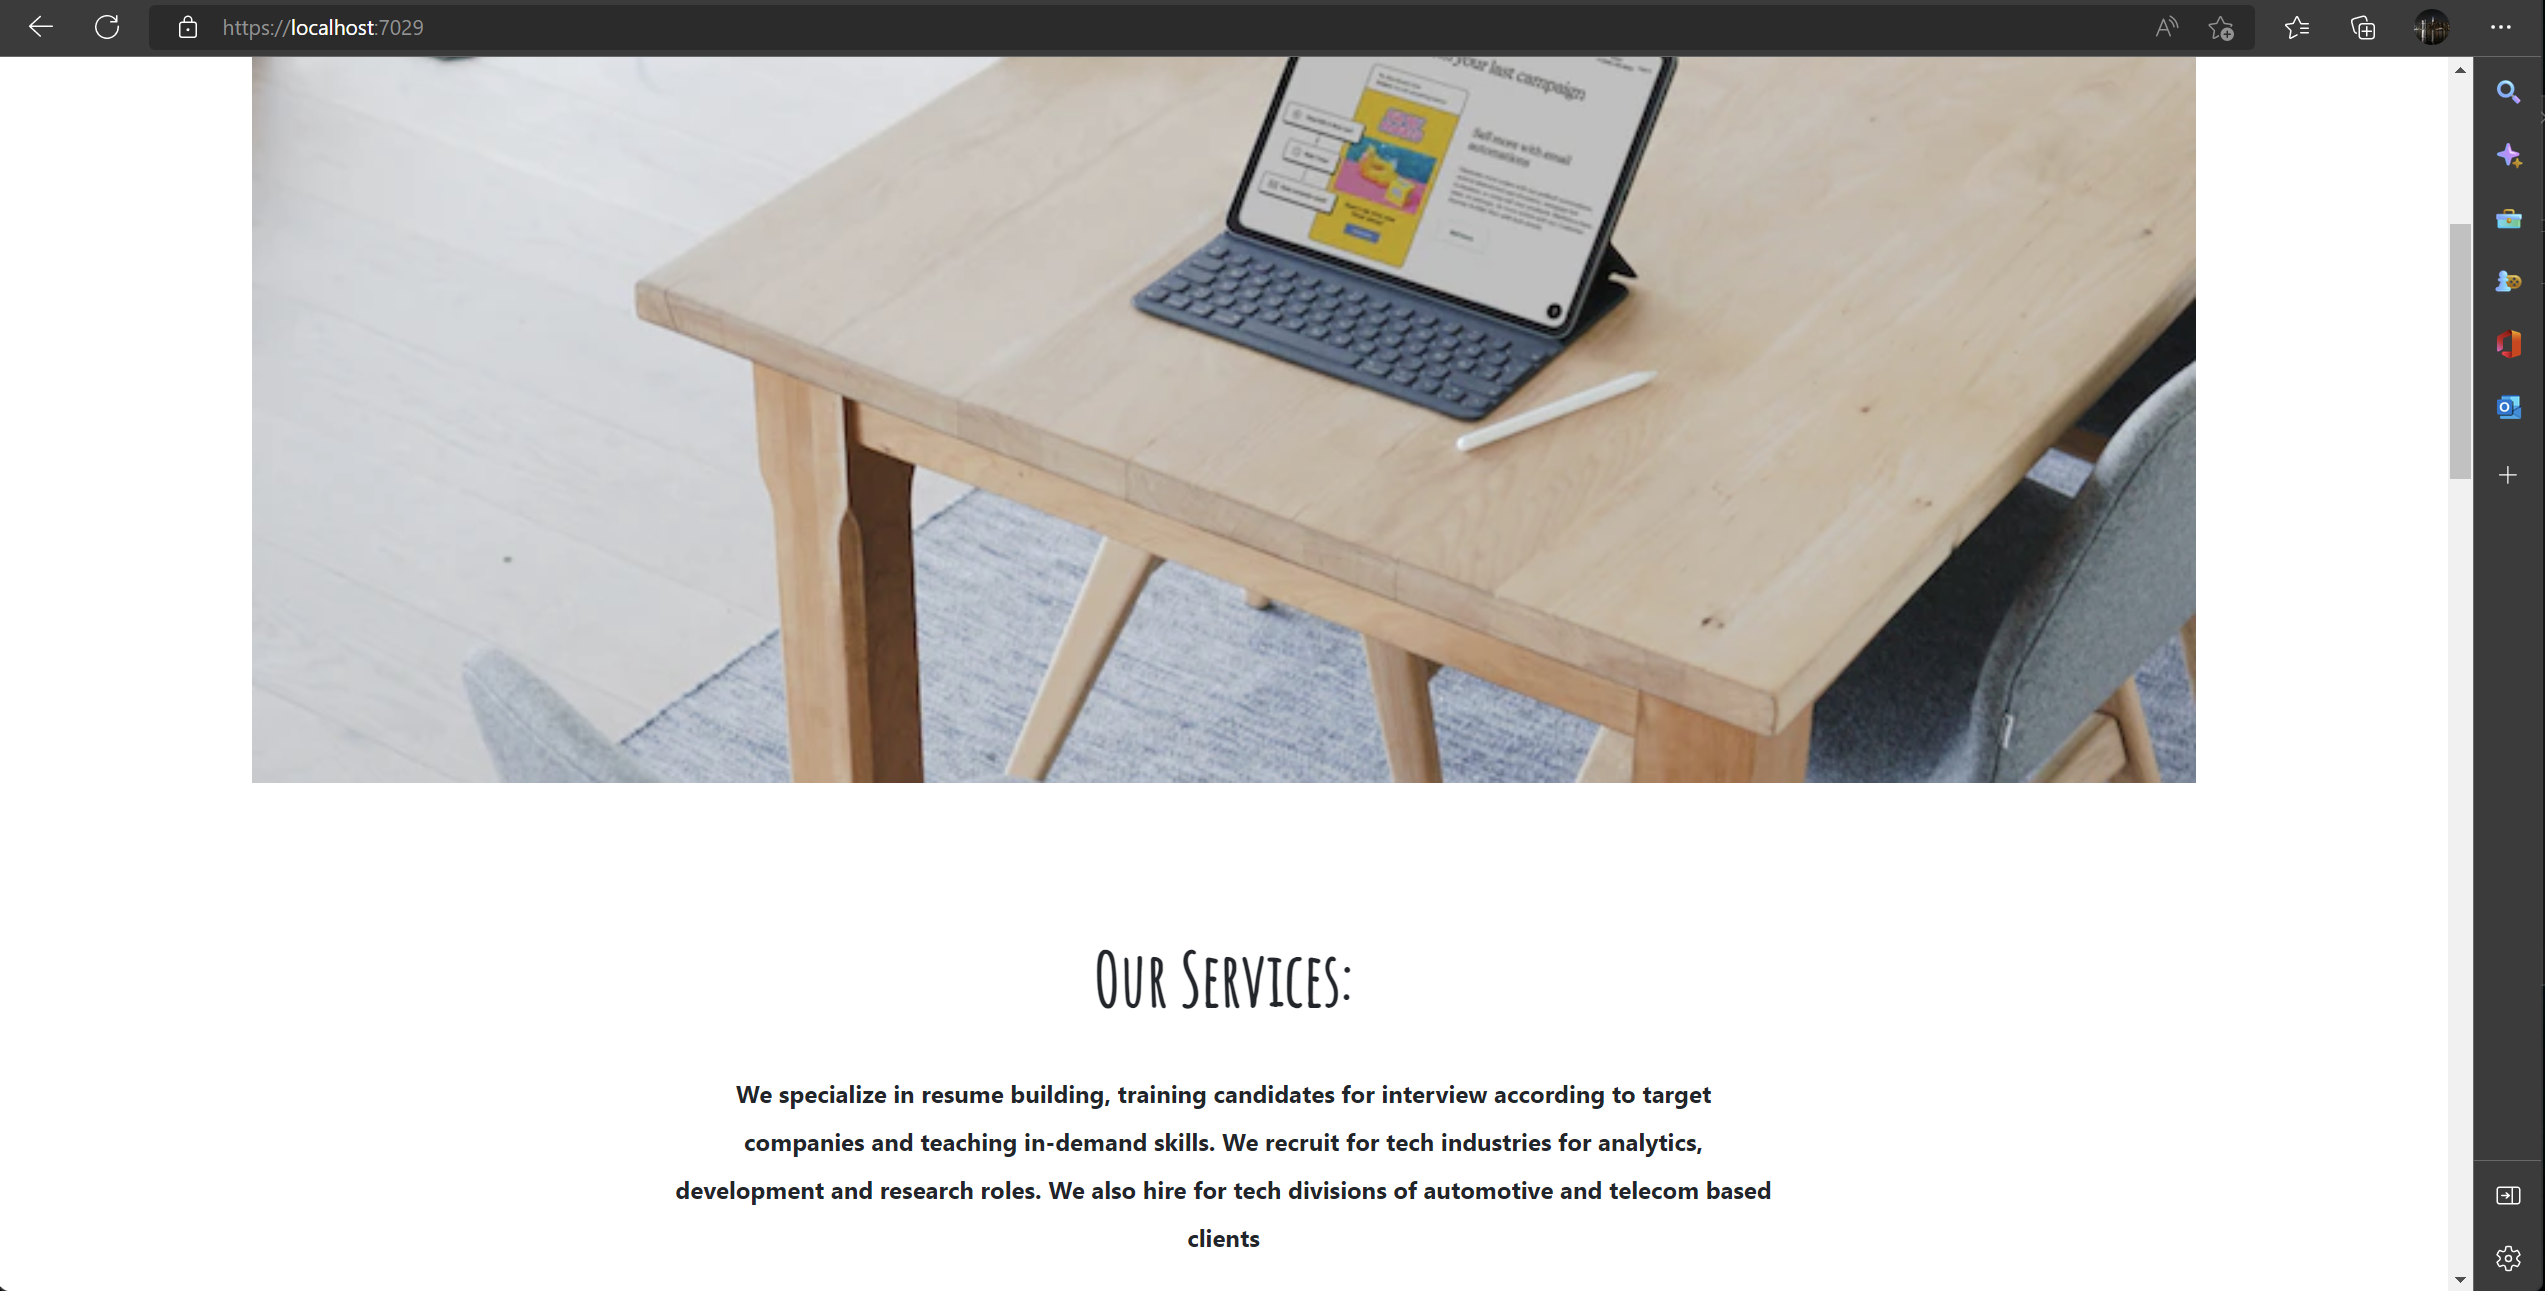 https://localhost:7029
your last campaign
Sell more with email
automations
Our Services:
We specialize in resume building, training candidates for interview according to target
companies and teaching in-demand skills. We recruit for tech industries for analytics,
development and research roles. We also hire for tech divisions of automotive and telecom based
clients